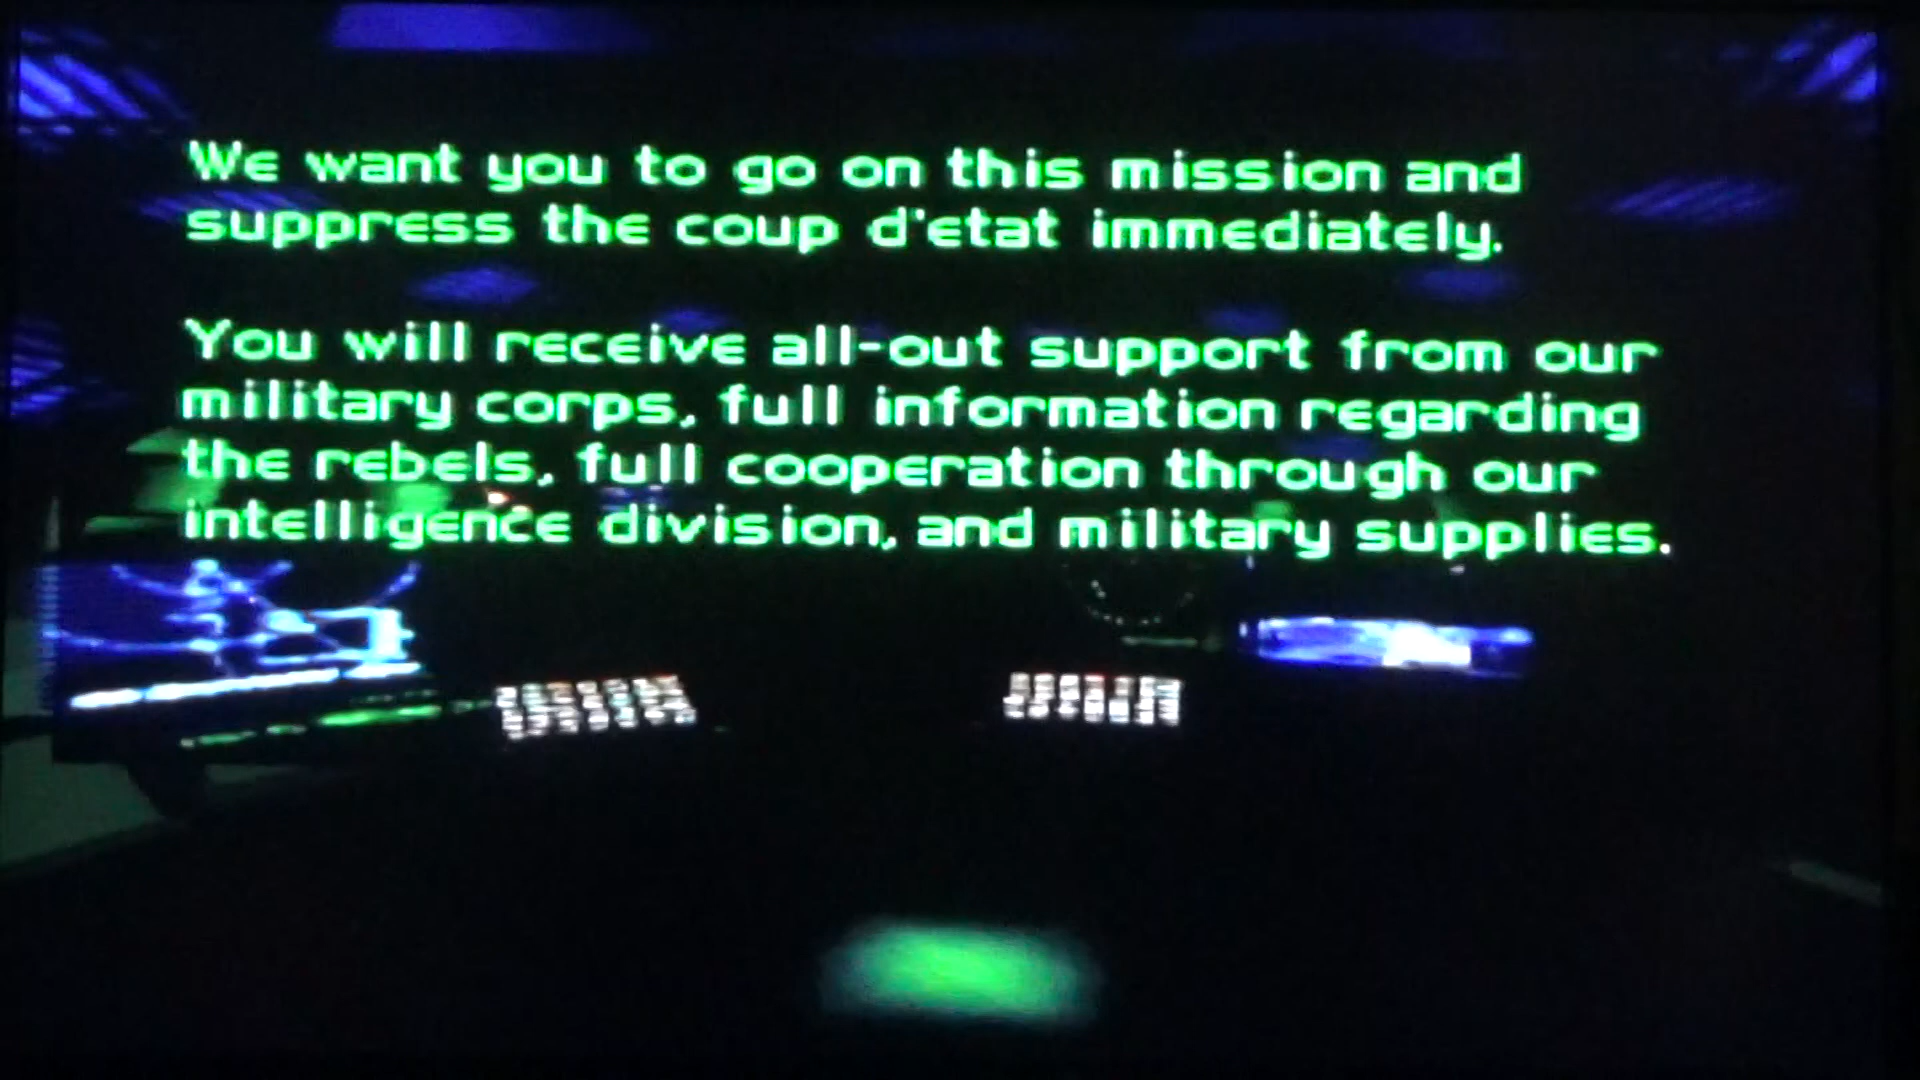 We want you to go on this mission and
suppress the coup d'etat immediately.
You will receive all-out support from our
military corps, full information regarding
the rebels, full cooperation through our
intelligence division, and military supplies.